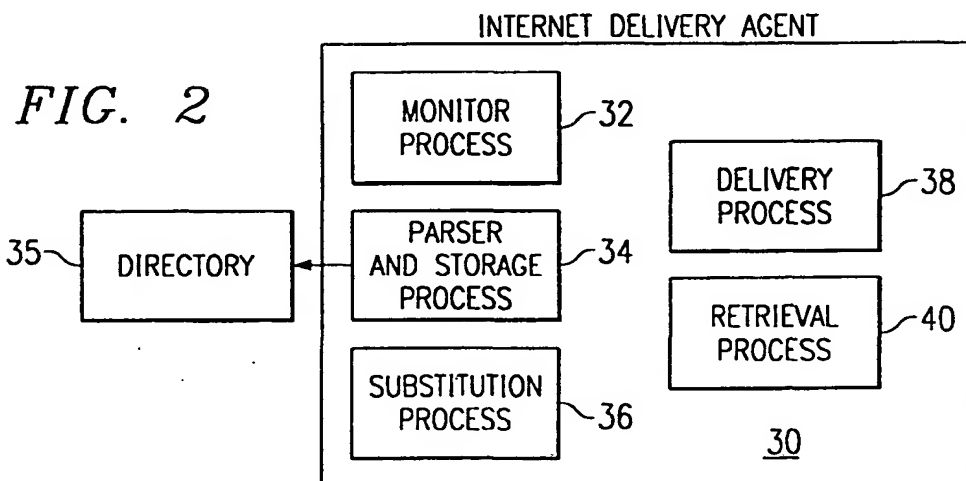 INTERNET DELIVERY AGENT
FIG. 2
MONITOR
PROCESS
32
DELIVERY
PROCESS
38
35
DIRECTORY
PARSER
AND STORAGE
PROCESS
34
RETRIEVAL
PROCESS
40
SUBSTITUTION
PROCESS
36
30